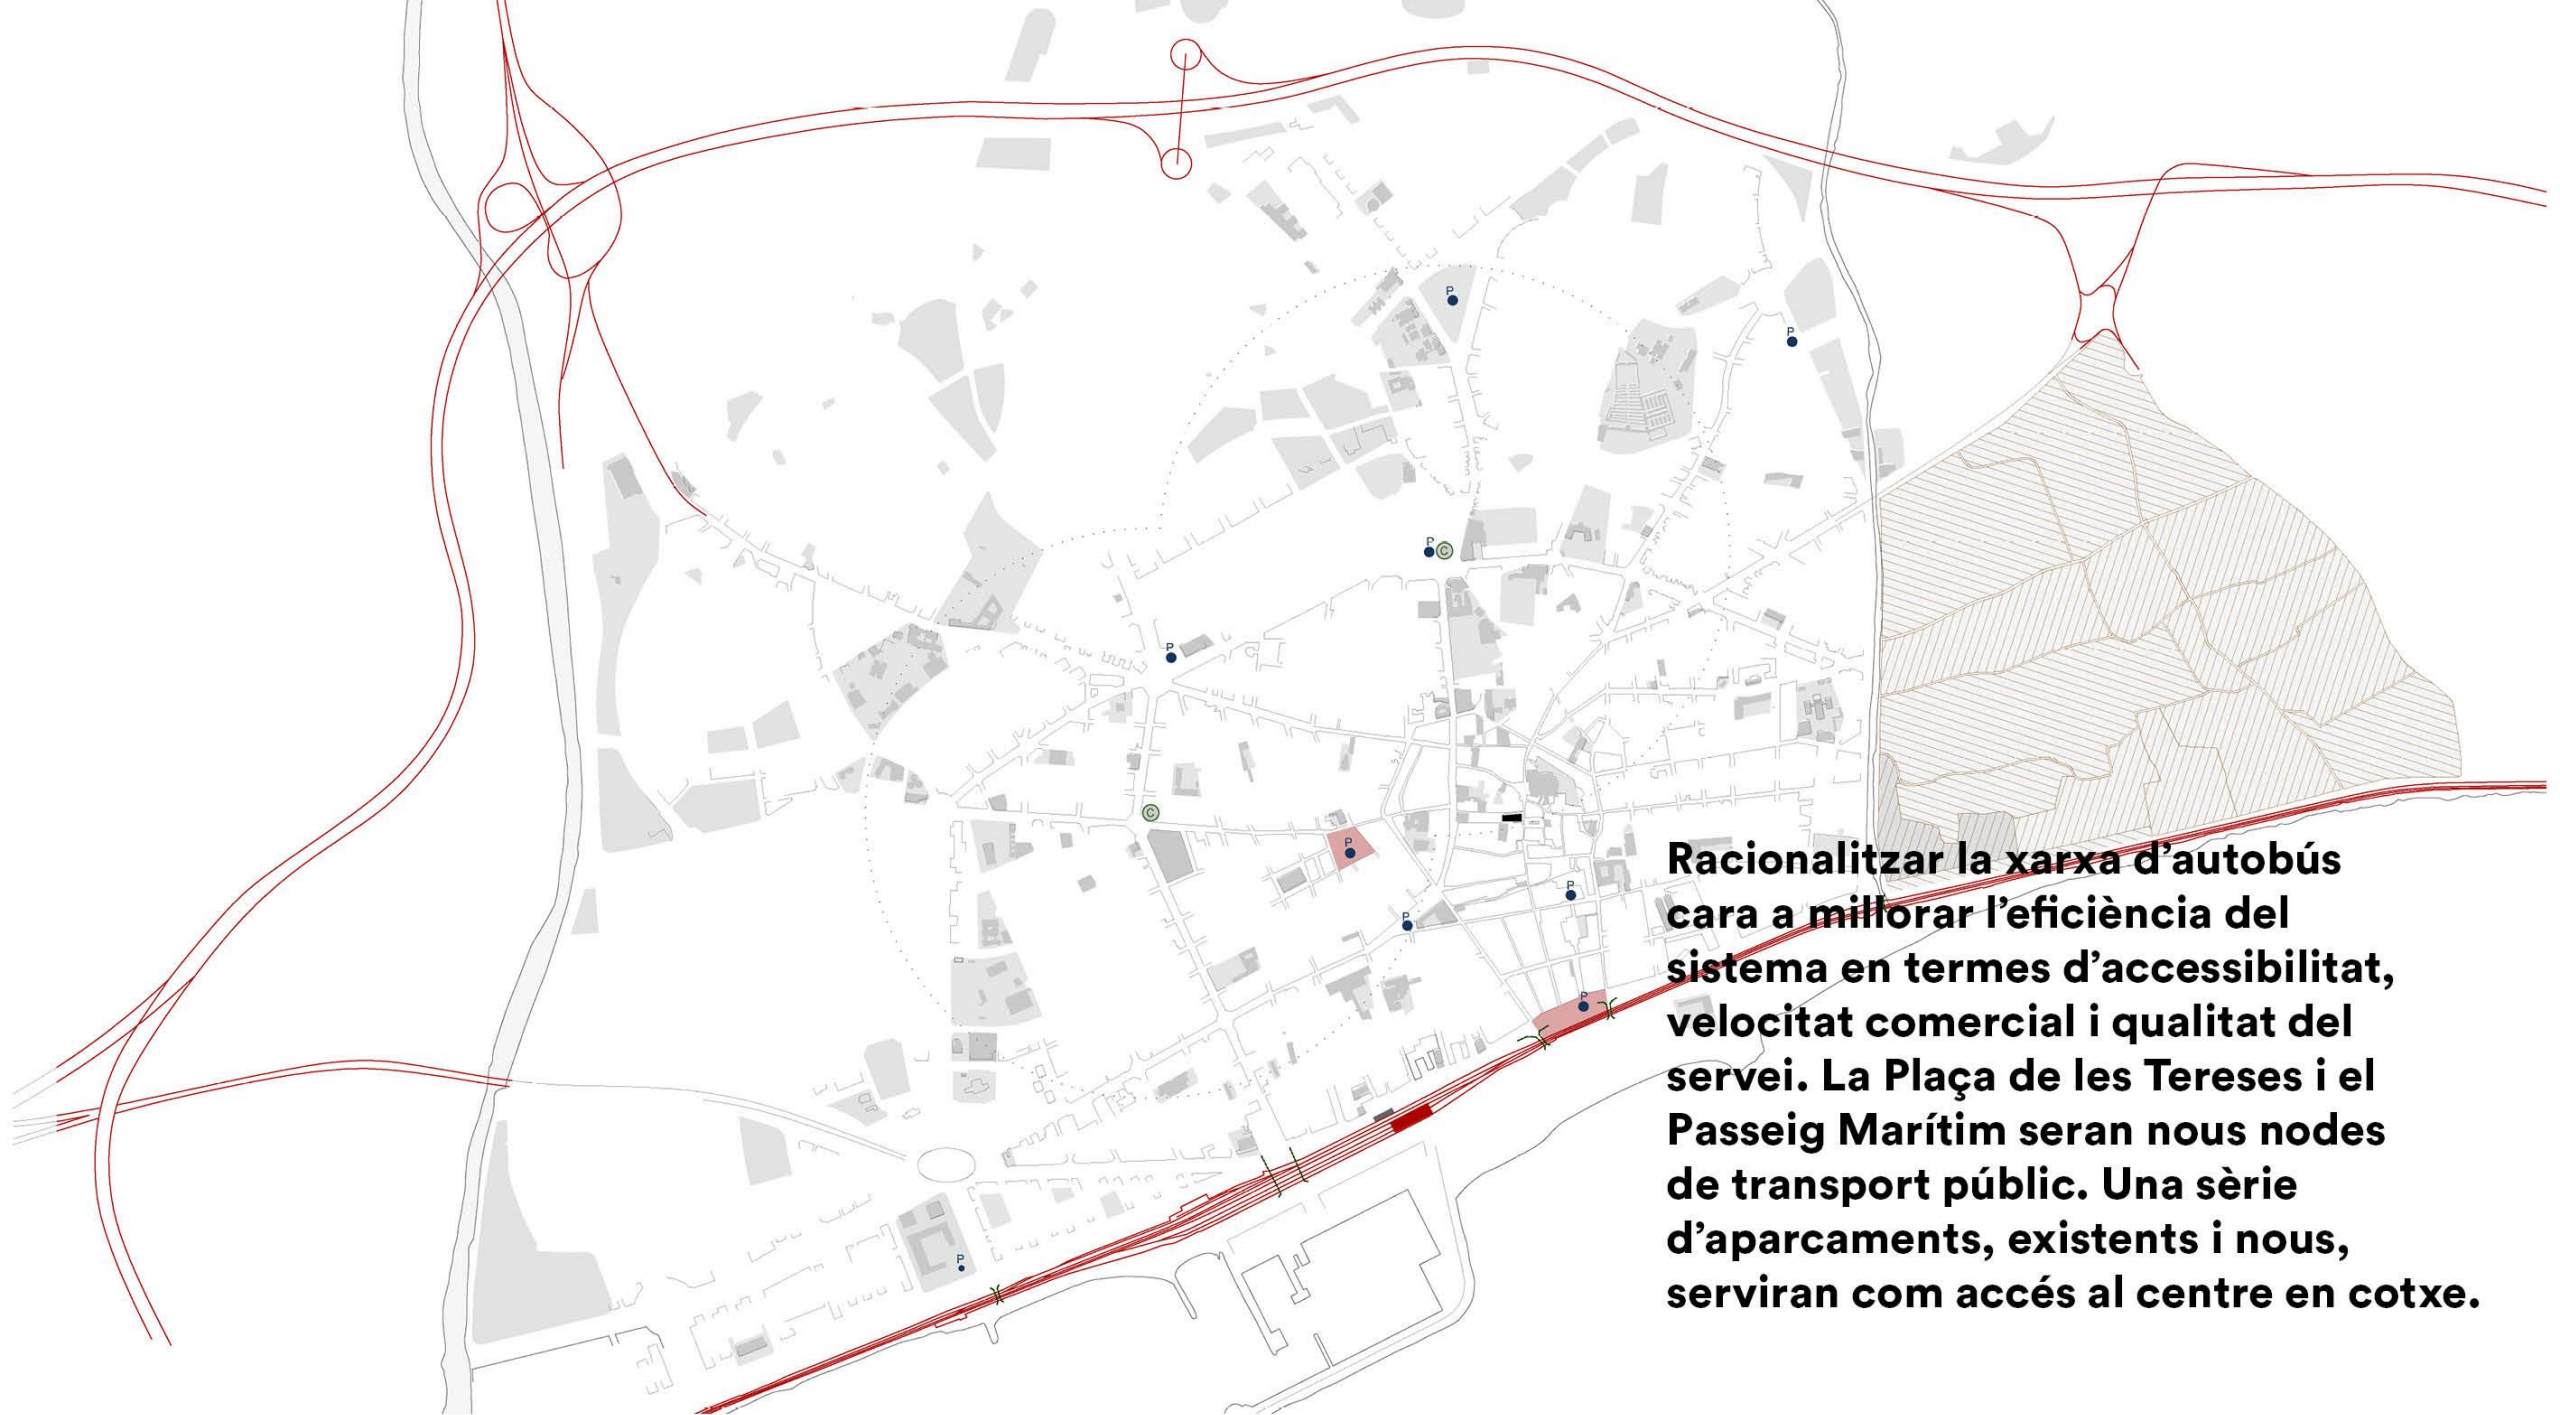 P
P
P
C
P
C
P
P
P
P
P
Racionalitzar la xarxa d’autobús
cara a millorar l’eficiència del
sistema en termes d’accessibilitat,
velocitat comercial i qualitat del
servei. La Plaça de les Tereses i el
Passeig Marítim seran nous nodes
de transport públic. Una sèrie
d’aparcaments, existents i nous,
serviran com accés al centre en cotxe.